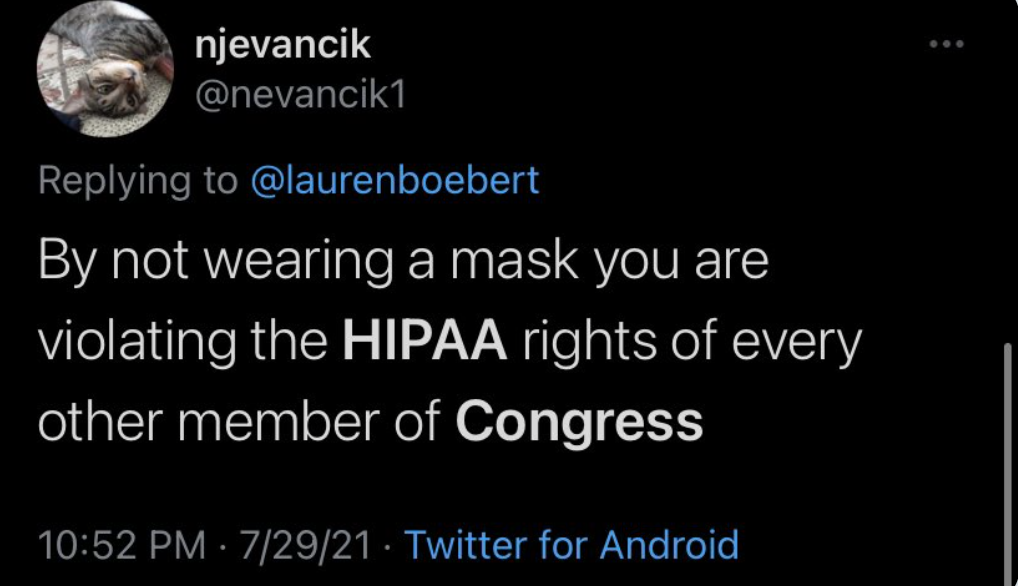 njevancik
@nevancik1
Replying to @laurenboebert
By not wearing a mask you are
violating the HIPAA rights of every
other member of Congress
10:52 PM · 7/29/21 · Twitter for Android